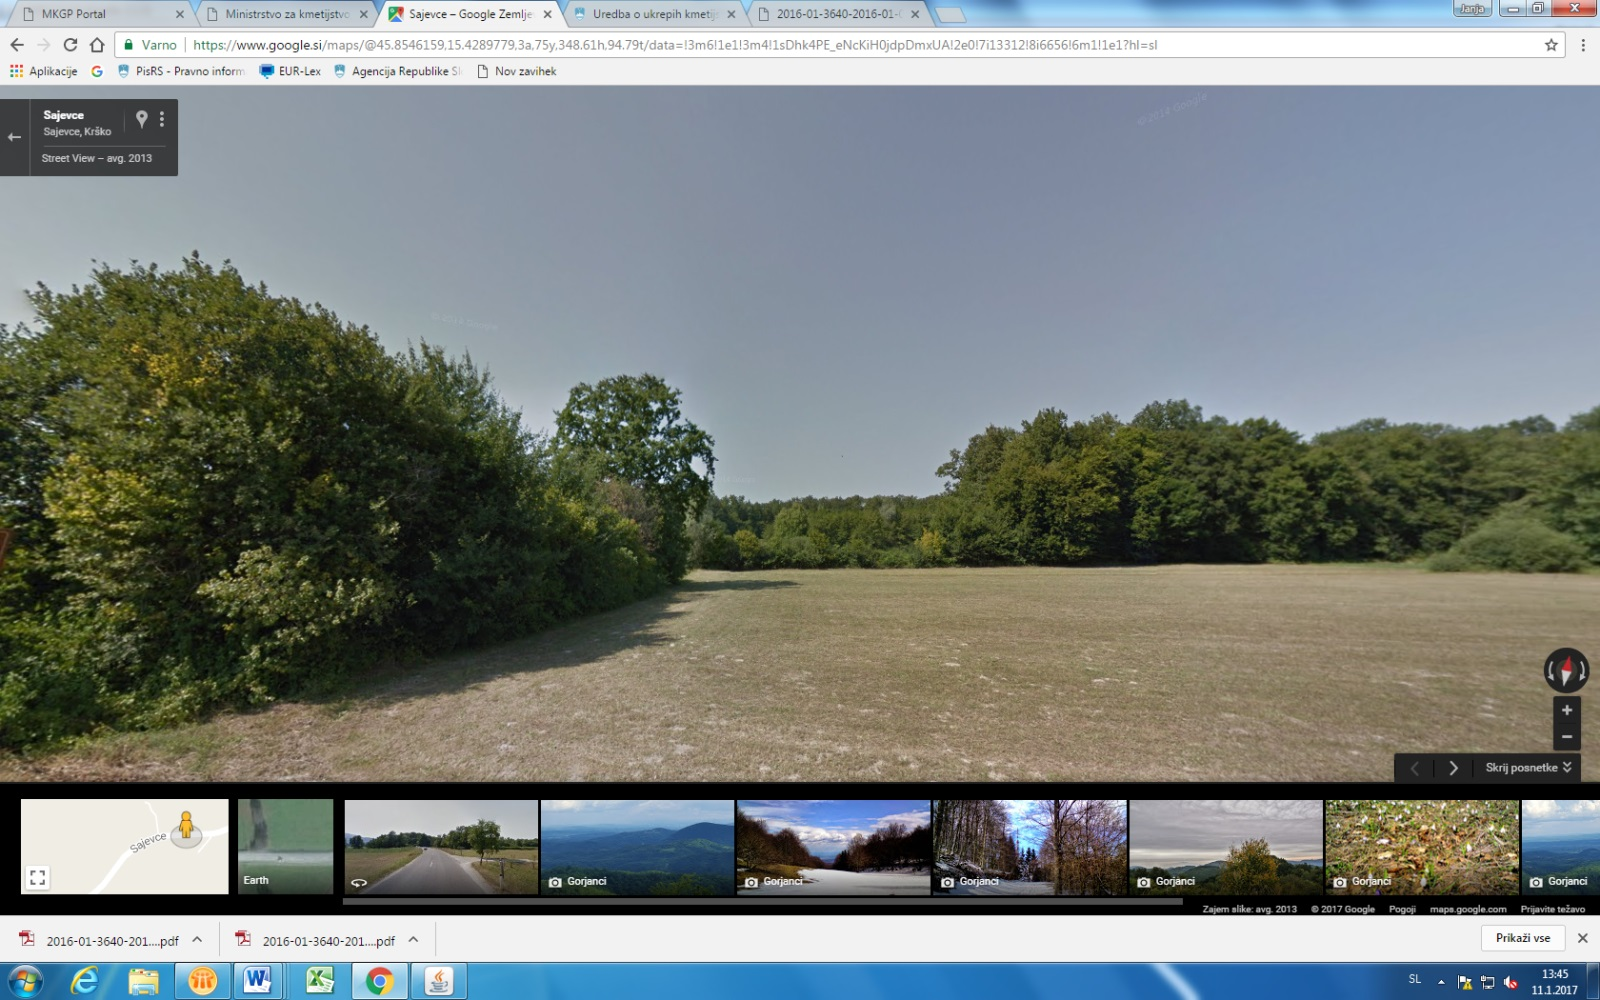 MKGP Portal
Ministrstvo za kmetijstvo
Sajevce – Google Zemlje
Uredba o ukrepih kmetijs
2016-01-3640-2016-01-
Janja
Varno
https://www.google.si/maps/@45.8546159,15.4289779,3a,75y,348.61h,94.79t/data=!3m6!1e1!3m4!1sDhk4PE_eNcKiH0jdpDmxUA!2e0!7i13312!8i6656!6m1!1e1?hl=sl
Aplikacije
PisRS - Pravno inform
EUR-Lex
Agencija Republike Sl
Nov zavihek
Sajevce
Sajevce, Krško
Street View – avg. 2013
Skrij posnetke
Sajevce
Earth
Gorjanci
Gorjanci
Gorjanci
Gorjanci
Gorjanci
Gorjanci
Zajem slike: avg. 2013 © 2017 Google Pogoji maps.google.com Prijavite težavo
2016-01-3640-201....pdf
2016-01-3640-201....pdf
Prikaži vse
SL
13:45
11.1.2017